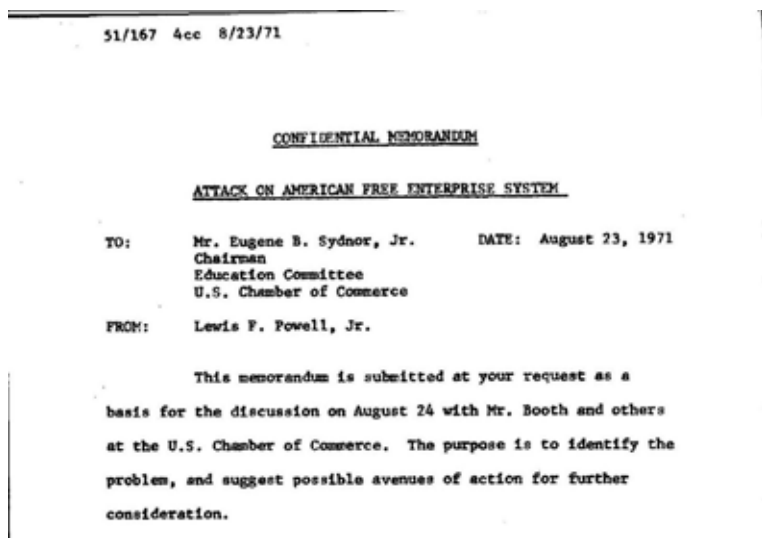 51/167 4cc 8/23/71
CONFIDENTIAL MEMORANDUM
ATTACK ON AMERICAN FREE ENTERPRISE SYSTEM
TO: Mr. Eugene B. Sydnor, Jr. DATE: August 23, 1971
Chairman
Education Committee
U.S. Chamber of Commerce
FROM: Lewis F. Powell, Jr.
This memorandum is submitted at your request as a
basis for the discussion on August 24 with Mr. Booth and others
at the U.S. Chamber of Commerce. The purpose is to identify the
problem, and suggest possible avenues of action for further
consideration.